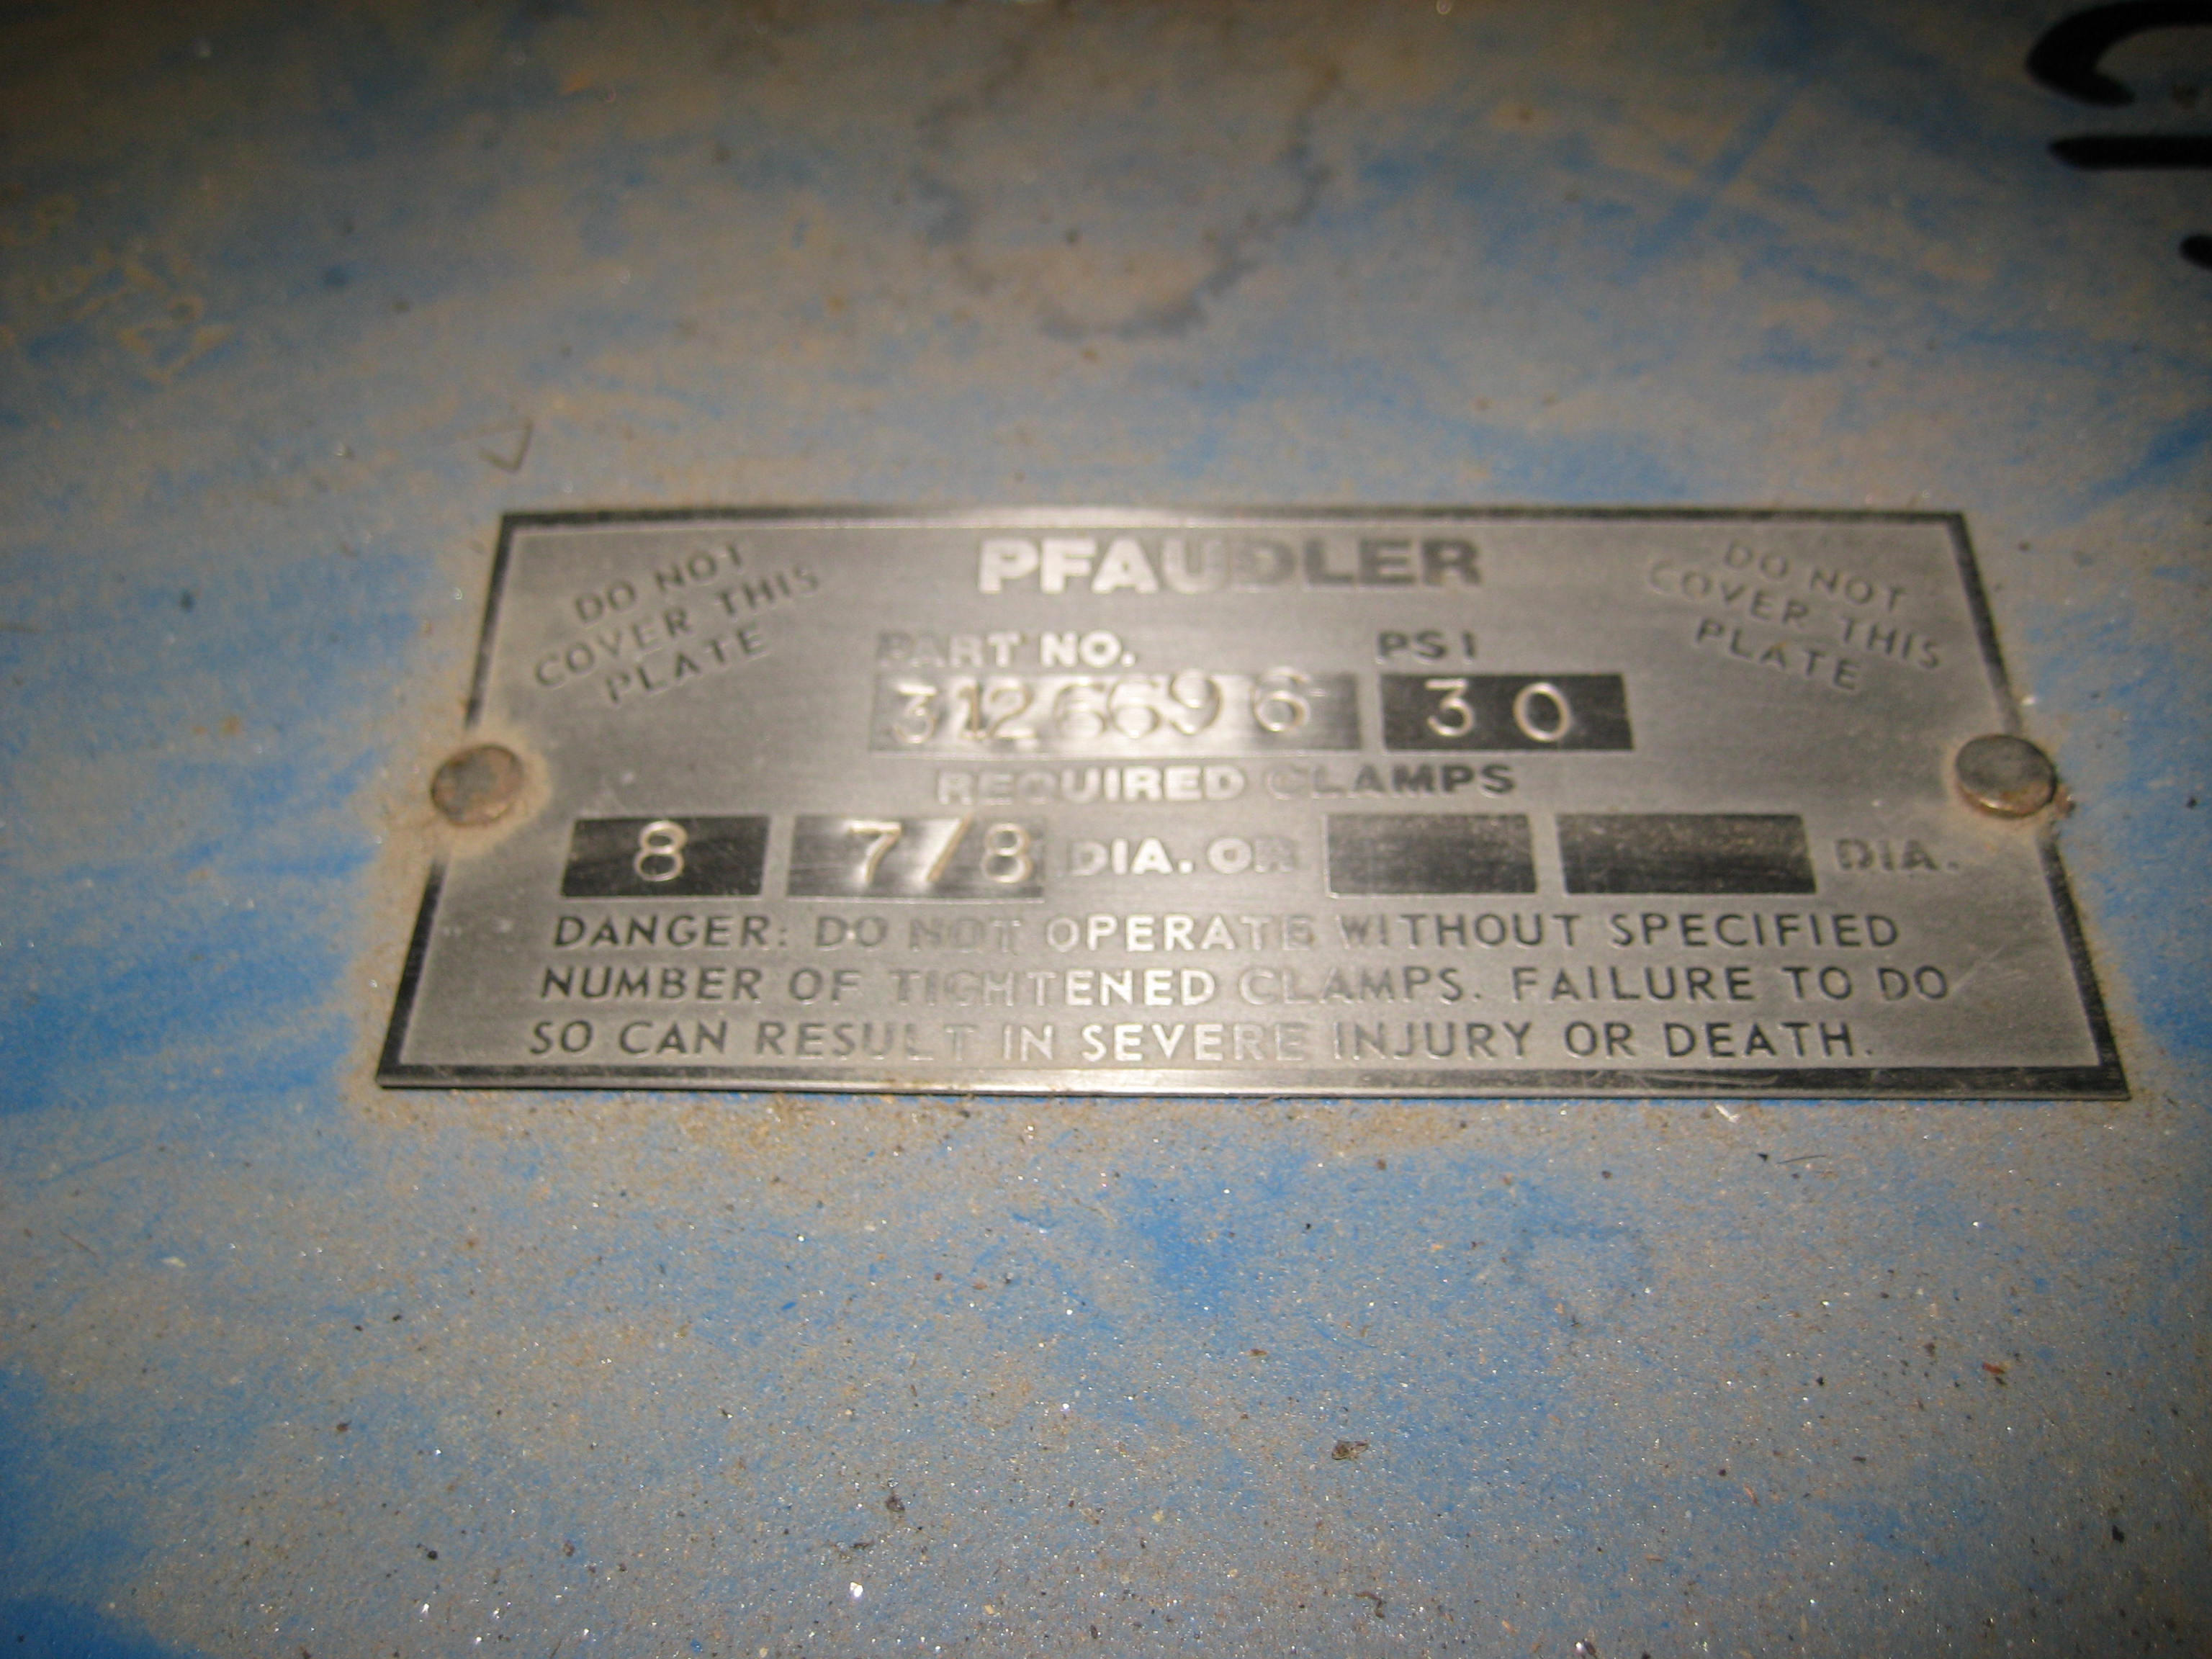 PFAUDLER
DO NOT
COVER THIS
PLATE
DO NOT
COVER THIS
PLATE
PART NO. PSI
3126696 30
REQUIRED CLAMPS
8 7/8 DIA. OR DIA.
DANGER: DO NOT OPERATE WITHOUT SPECIFIED
NUMBER OF TIGHTENED CLAMPS. FAILURE TO DO
SO CAN RESULT IN SEVERE INJURY OR DEATH.